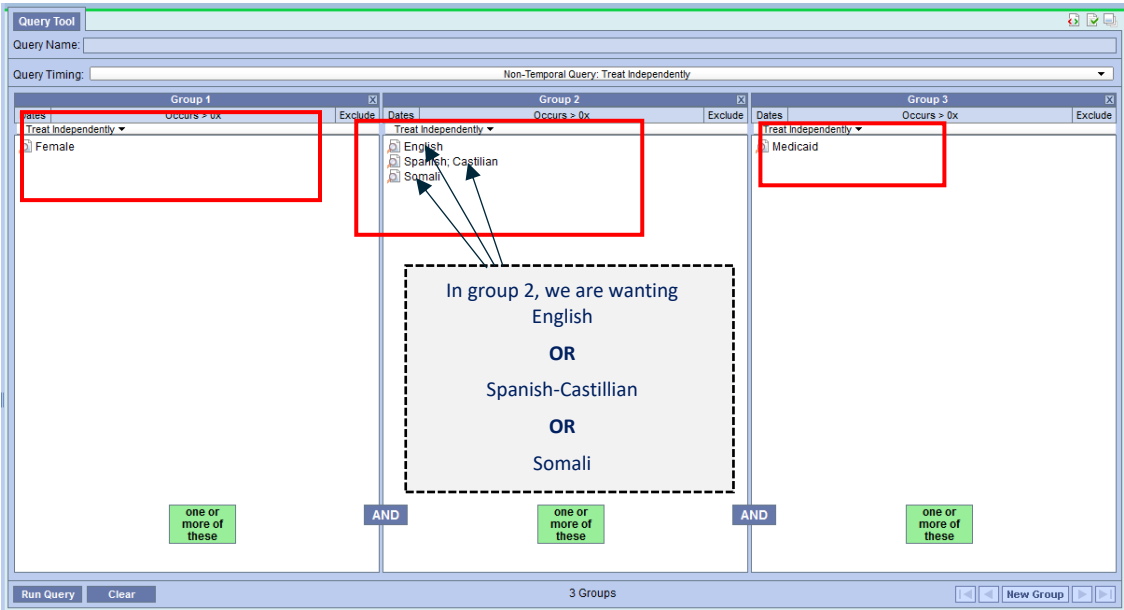 Query Tool
Query Name:
Query Timing: Non-Temporal Query: Treat Independently
Group 1
Dates Occurs > 0x Exclude
Treat Independently
Female
Group 2
Dates Occurs > 0x Exclude
Treat Independently
English
Spanish; Castilian
Somali
Group 3
Dates Occurs > 0x Exclude
Treat Independently
Medicaid
In group 2, we are wanting
English
OR
Spanish-Castillian
OR
Somali
one or
more of
these
AND
one or
more of
these
AND
one or
more of
these
Run Query Clear 3 Groups New Group